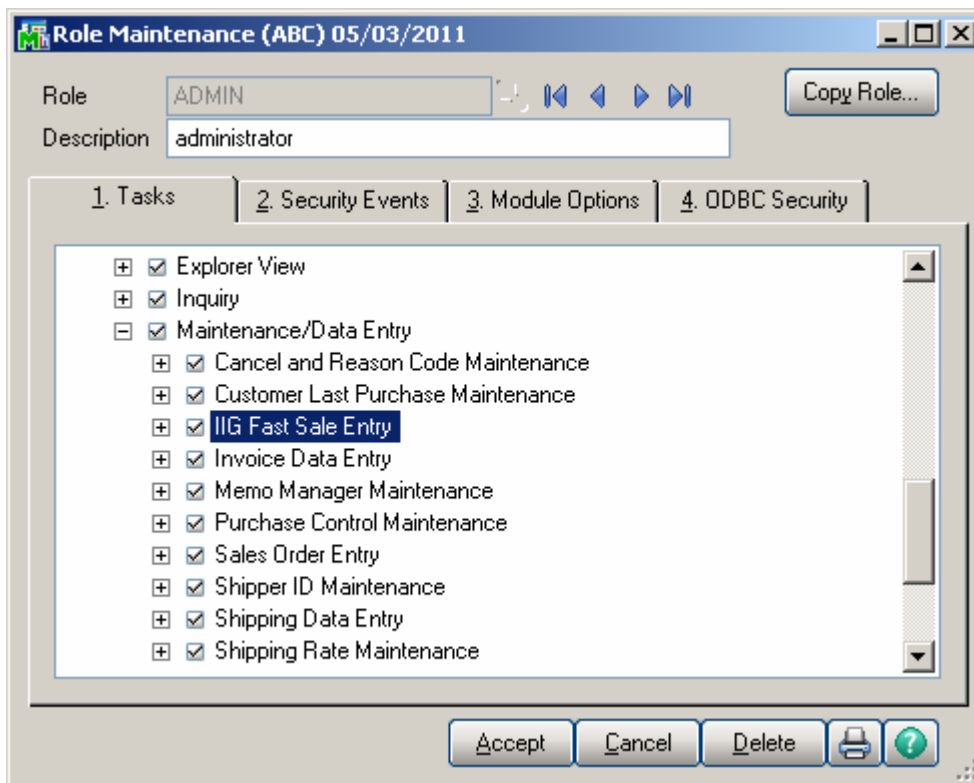 Role Maintenance (ABC) 05/03/2011
Role ADMIN Copy Role...
Description administrator
1. Tasks 2. Security Events 3. Module Options 4. ODBC Security
Explorer View
Inquiry
Maintenance/Data Entry
Cancel and Reason Code Maintenance
Customer Last Purchase Maintenance
IIG Fast Sale Entry
Invoice Data Entry
Memo Manager Maintenance
Purchase Control Maintenance
Sales Order Entry
Shipper ID Maintenance
Shipping Data Entry
Shipping Rate Maintenance
Accept Cancel Delete